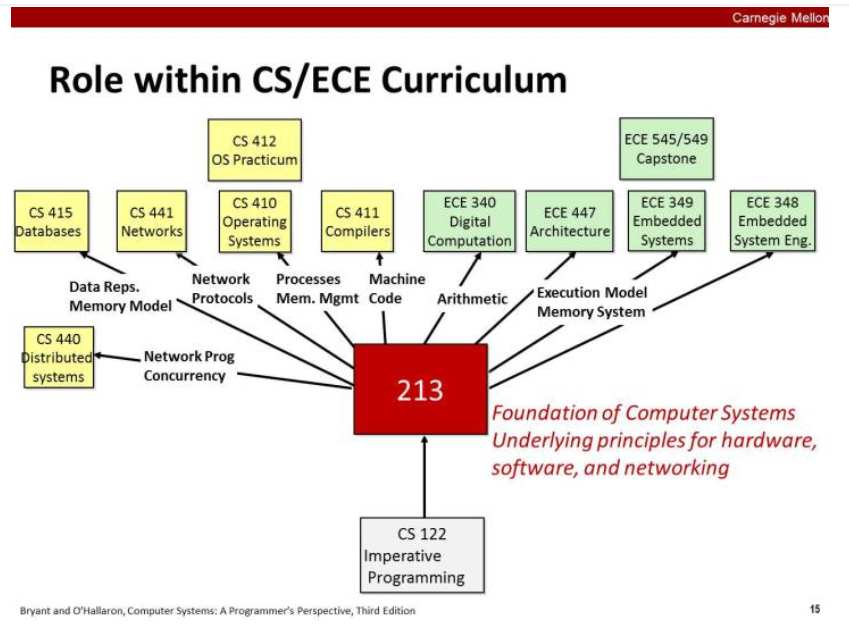 Carnegie Mellon
Role within CS/ECE Curriculum
CS 412
OS Practicum
ECE 545/549
Capstone
CS 415
Databases
CS 441
Networks
CS 410
Operating
Systems
CS 411
Compilers
ECE 340
Digital
Computation
ECE 447
Architecture
ECE 349
Embedded
Systems
ECE 348
Embedded
System Eng.
Data Reps.
Memory Model
Network
Protocols
Processes
Mem. Mgmt
Machine
Code
Arithmetic
Execution Model
Memory System
CS 440
Distributed
systems
Network Prog
Concurrency
213
Foundation of Computer Systems
Underlying principles for hardware,
software, and networking
CS 122
Imperative
Programming
Bryant and O'Hallaron, Computer Systems: A Programmer's Perspective, Third Edition
15